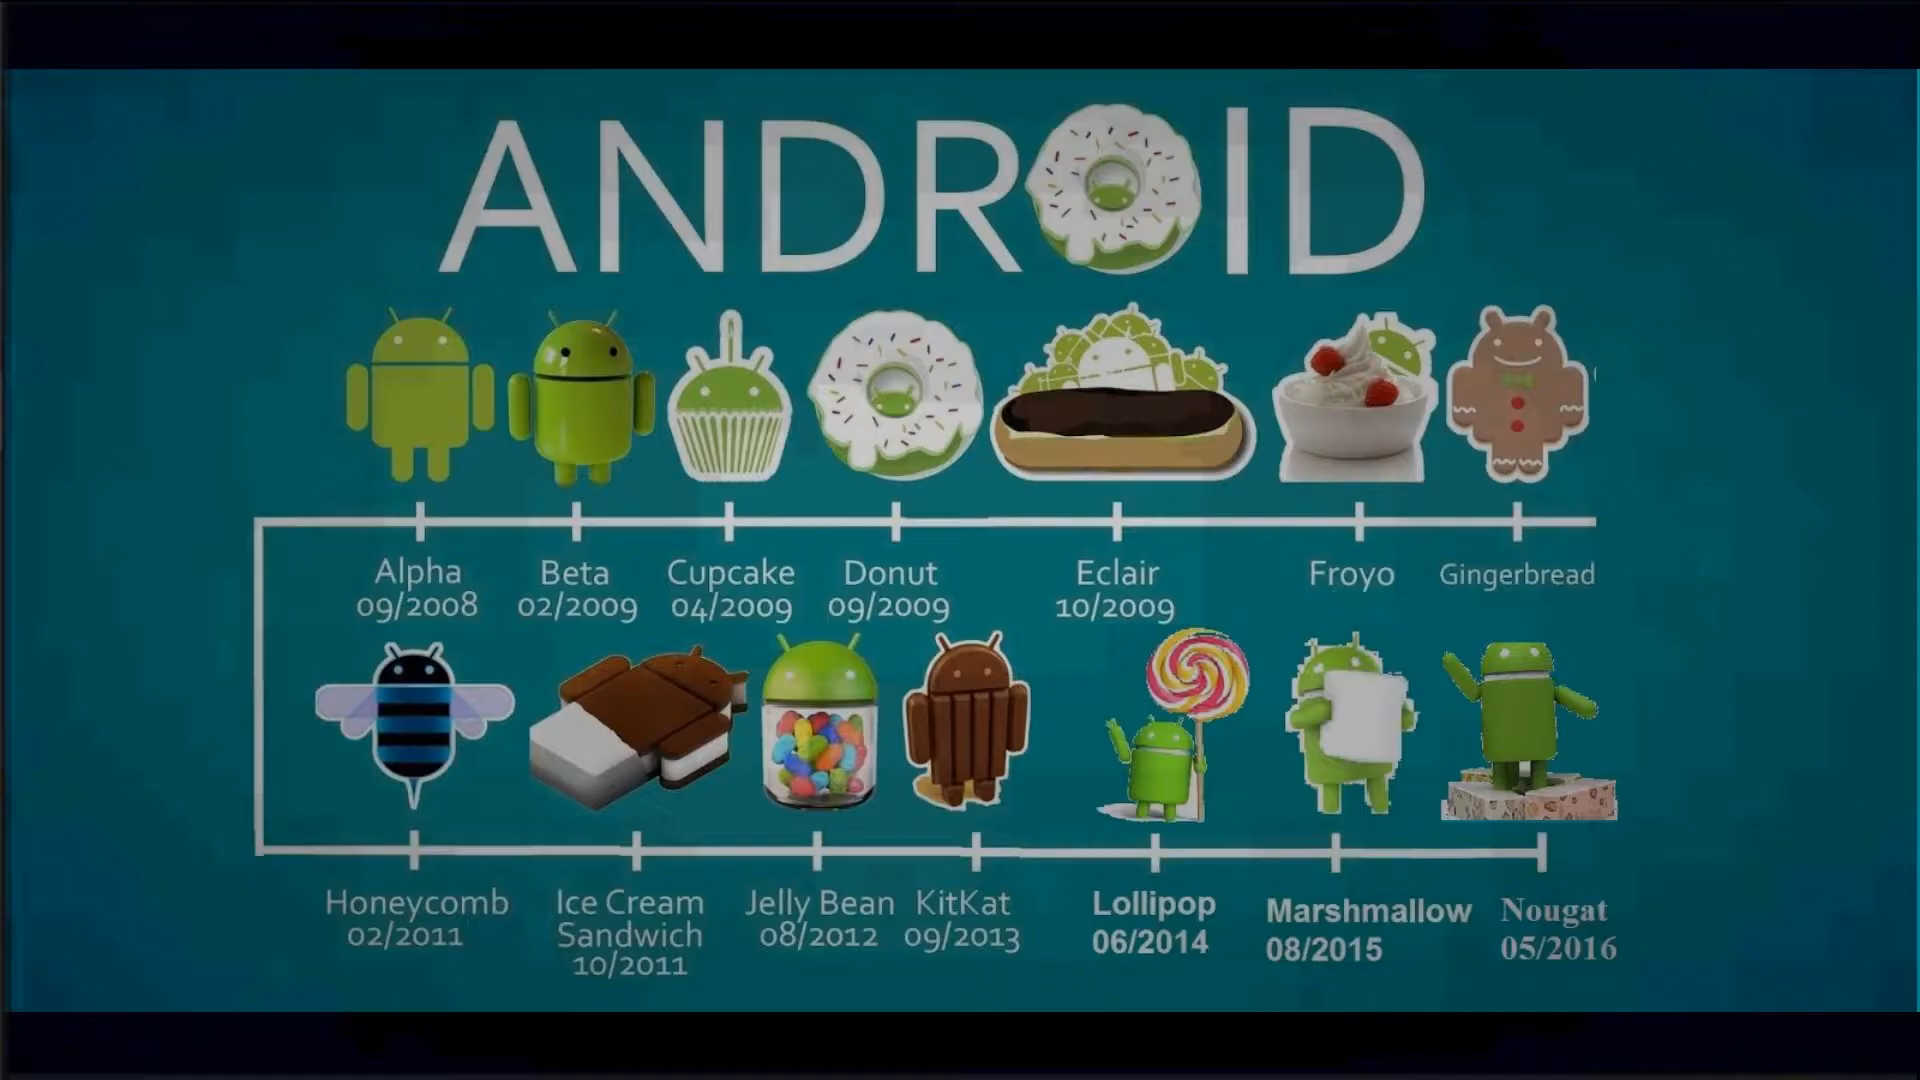 ANDROID
Alpha
09/2008
Beta
02/2009
Cupcake
04/2009
Donut
09/2009
Eclair
10/2009
Froyo
Gingerbread
Honeycomb
02/2011
Ice Cream
Sandwich
10/2011
Jelly Bean
08/2012
KitKat
09/2013
Lollipop
06/2014
Marshmallow
08/2015
Nougat
05/2016